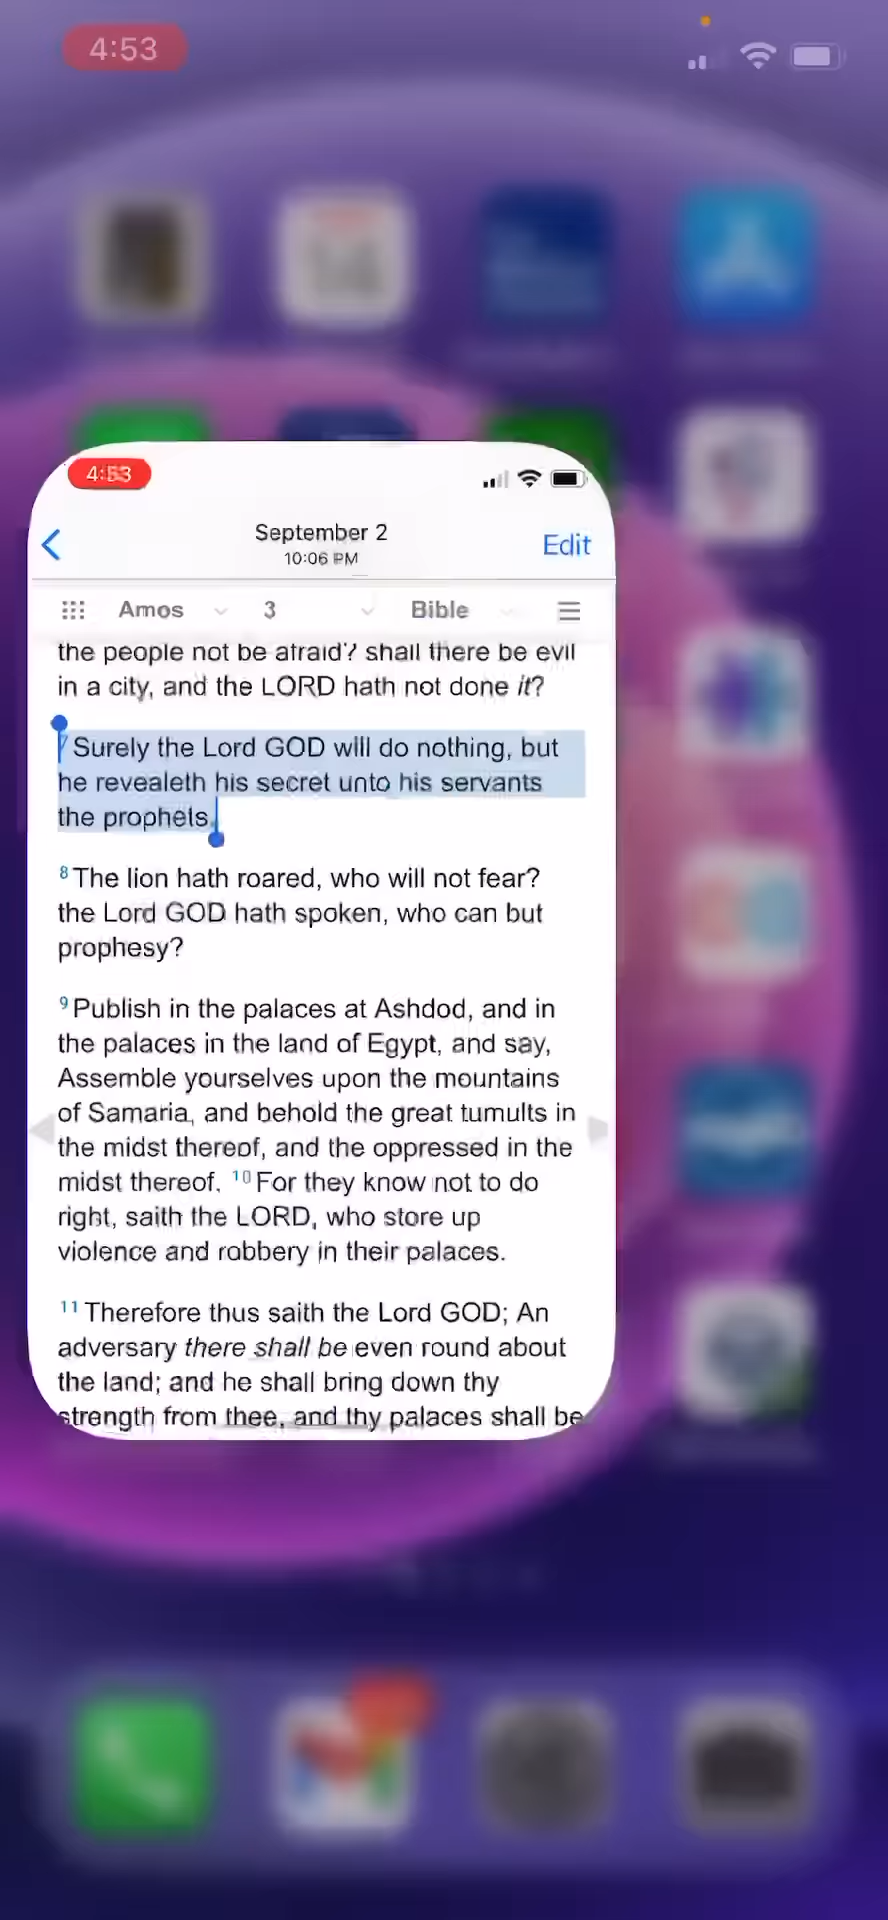 4:53
4:53
September 2
10:06 PM
Edit
Amos
3
Bible
the people not be afraid? shall there be evil
in a city, and the LORD hath not done it?
7 Surely the Lord GOD will do nothing, but
he revealeth his secret unto his servants
the prophets.
8 The lion hath roared, who will not fear?
the Lord GOD hath spoken, who can but
prophesy?
9 Publish in the palaces at Ashdod, and in
the palaces in the land of Egypt, and say,
Assemble yourselves upon the mountains
of Samaria, and behold the great tumults in
the midst thereof, and the oppressed in the
midst thereof. 10 For they know not to do
right, saith the LORD, who store up
violence and robbery in their palaces.
11 Therefore thus saith the Lord GOD; An
adversary there shall be even round about
the land; and he shall bring down thy
strength from thee, and thy palaces shall be